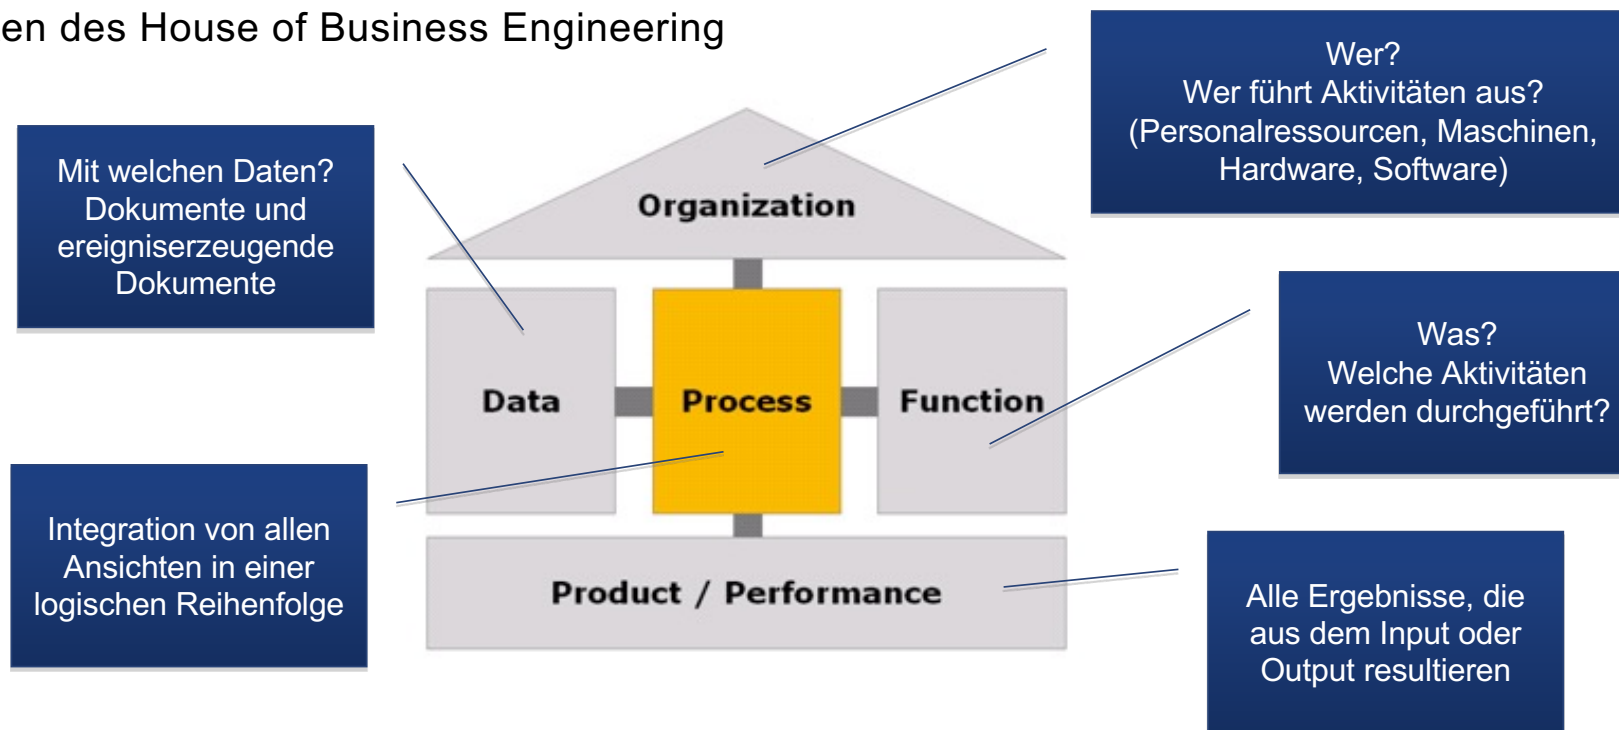 en des House of Business Engineering
Wer?
Wer führt Aktivitäten aus?
(Personalressourcen, Maschinen,
Hardware, Software)
Mit welchen Daten?
Dokumente und
ereigniserzeugende
Dokumente
Organization
Data
Process
Function
Was?
Welche Aktivitäten
werden durchgeführt?
Integration von allen
Ansichten in einer
logischen Reihenfolge
Product / Performance
Alle Ergebnisse, die
aus dem Input oder
Output resultieren